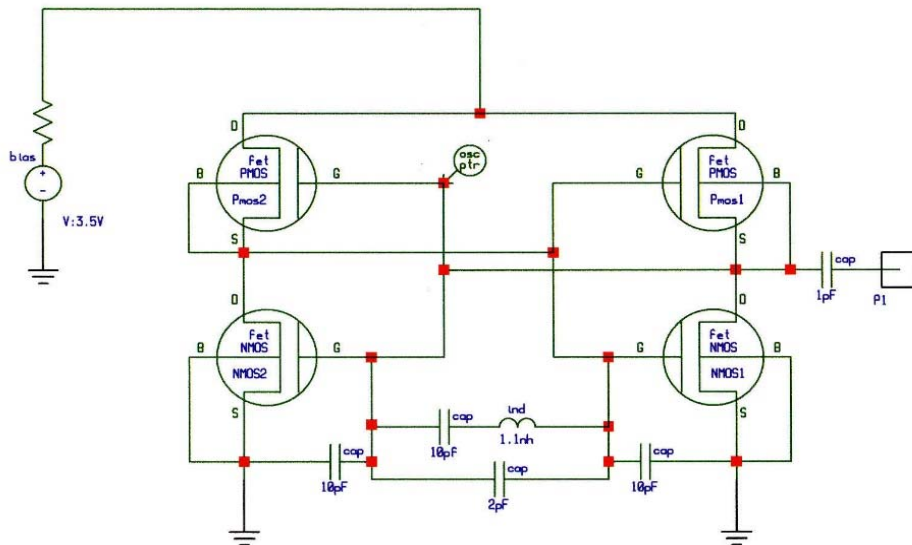 D
D
osc
ptr
bias
+
-
V:3.5V
B
fet
PMOS
Pmos2
G
S
G
fet
PMOS
Pmos1
B
S
cap
1pF
P1
D
D
B
fet
NMOS
NMOS2
G
S
G
fet
NMOS
NMOS1
B
S
cap
10pF
ind
1.1nh
cap
10pF
cap
2pF
cap
10pF